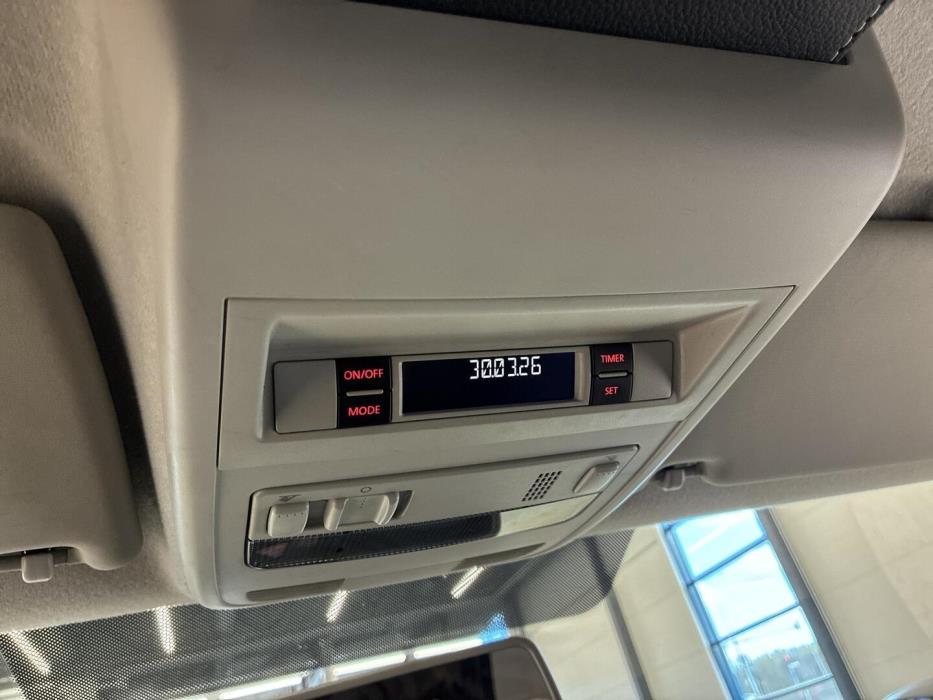 ON/OFF
MODE
30.03.26
TIMER
SET